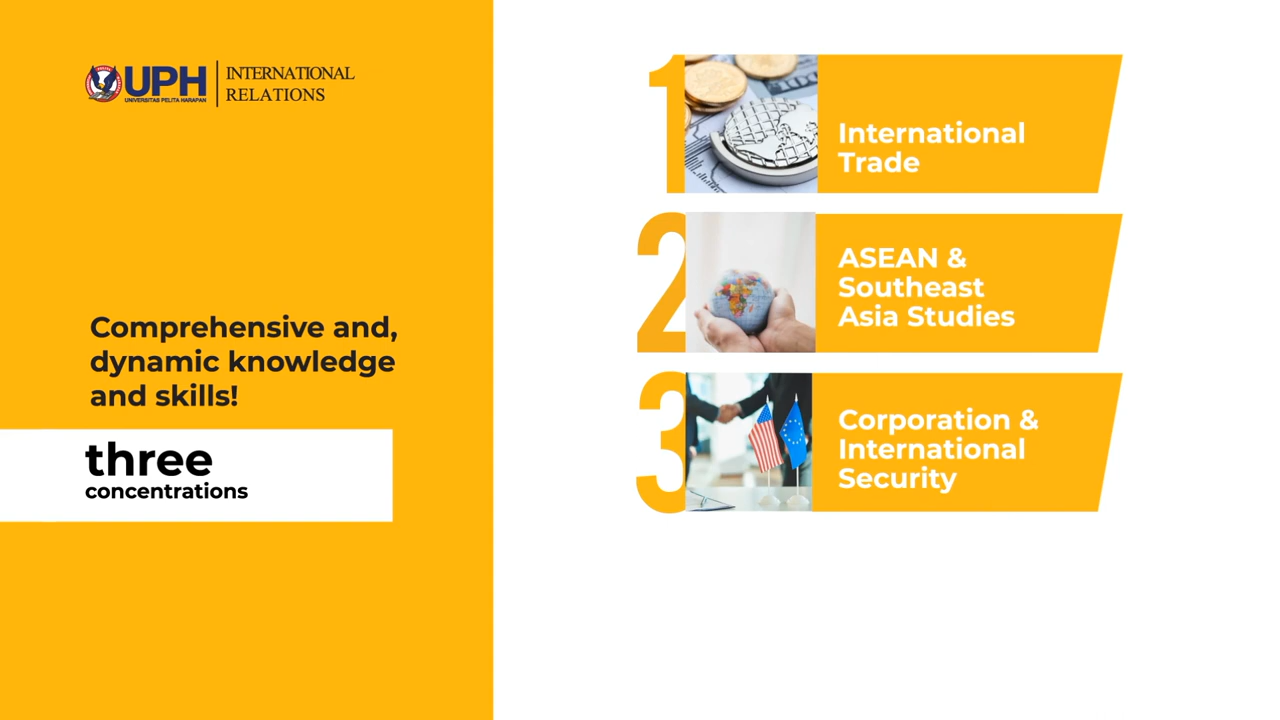 UPH
UNIVERSITAS PELITA HARAPAN
INTERNATIONAL
RELATIONS
Comprehensive and,
dynamic knowledge
and skills!
three
concentrations
1
International
Trade
2
ASEAN &
Southeast
Asia Studies
3
Corporation &
International
Security